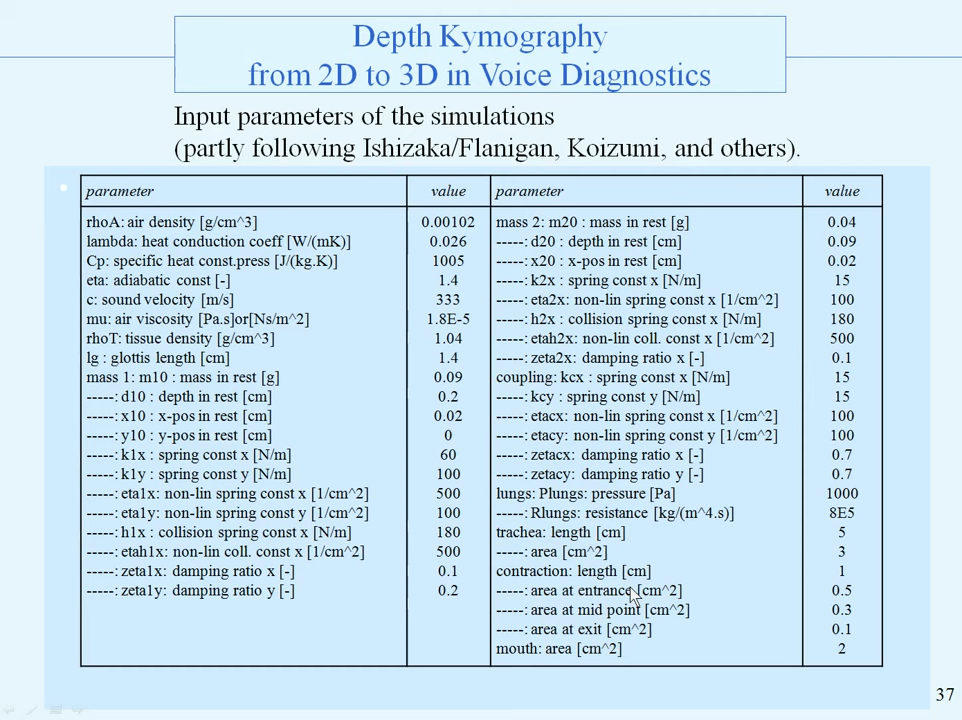 Depth Kymography
from 2D to 3D in Voice Diagnostics
Input parameters of the simulations
(partly following Ishizaka/Flanigan, Koizumi, and others).
parameter value parameter value
rhoA: air density [g/cm^3] 0.00102 mass 2: m20 : mass in rest [g] 0.04
lambda: heat conduction coeff [W/(mK)] 0.026 -----: d20 : depth in rest [cm] 0.09
Cp: specific heat const.press [J/(kg.K)] 1005 -----: x20 : x-pos in rest [cm] 0.02
eta: adiabatic const [-] 1.4 -----: k2x : spring const x [N/m] 15
c: sound velocity [m/s] 333 -----: eta2x: non-lin spring const x [1/cm^2] 100
mu: air viscosity [Pa.s]or[Ns/m^2] 1.8E-5 -----: h2x : collision spring const x [N/m] 180
rhoT: tissue density [g/cm^3] 1.04 -----: etah2x: non-lin coll. const x [1/cm^2] 500
lg : glottis length [cm] 1.4 -----: zeta2x: damping ratio x [-] 0.1
mass 1: m10 : mass in rest [g] 0.09 coupling: kcx : spring const x [N/m] 15
-----: d10 : depth in rest [cm] 0.2 -----: kcy : spring const y [N/m] 15
-----: x10 : x-pos in rest [cm] 0.02 -----: etacx: non-lin spring const x [1/cm^2] 100
-----: y10 : y-pos in rest [cm] 0 -----: etacy: non-lin spring const y [1/cm^2] 100
-----: k1x : spring const x [N/m] 60 -----: zetacx: damping ratio x [-] 0.7
-----: k1y : spring const y [N/m] 100 -----: zetacy: damping ratio y [-] 0.7
-----: eta1x: non-lin spring const x [1/cm^2] 500 lungs: Plungs: pressure [Pa] 1000
-----: eta1y: non-lin spring const y [1/cm^2] 100 -----: Rlungs: resistance [kg/(m^4.s)] 8E5
-----: h1x : collision spring const x [N/m] 180 trachea: length [cm] 5
-----: etah1x: non-lin coll. const x [1/cm^2] 500 -----: area [cm^2] 3
-----: zeta1x: damping ratio x [-] 0.1 contraction: length [cm] 1
-----: zeta1y: damping ratio y [-] 0.2 -----: area at entrance [cm^2] 0.5
-----: area at mid point [cm^2] 0.3
-----: area at exit [cm^2] 0.1
mouth: area [cm^2] 2
37